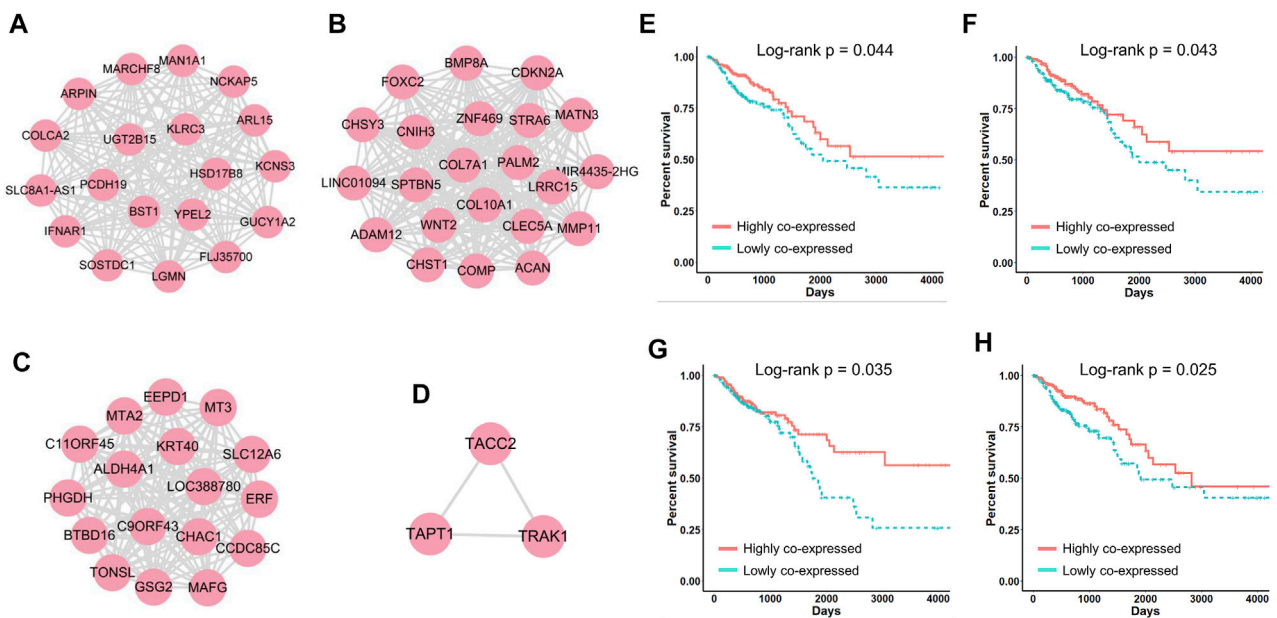 A
MARCHF8
MAN1A1
NCKAP5
ARPIN
ARL15
COLCA2
UGT2B15
KLRC3
KCNS3
SLC8A1-AS1
PCDH19
HSD17B8
BST1
YPEL2
GUCY1A2
IFNAR1
SOSTDC1
LGMN
FLJ35700
B
BMP8A
FOXC2
CDKN2A
CHSY3
CNIH3
ZNF469
STRA6
MATN3
COL7A1
PALM2
MIR4435-2HG
LINC01094
SPTBN5
LRRC15
COL10A1
ADAM12
WNT2
CLEC5A
MMP11
CHST1
COMP
ACAN
E
Log-rank p = 0.044
Percent survival
1.00
0.75
0.50
0.25
0.00
Highly co-expressed
Lowly co-expressed
0 1000 2000 3000 4000
Days
F
Log-rank p = 0.043
Percent survival
1.00
0.75
0.50
0.25
0.00
Highly co-expressed
Lowly co-expressed
0 1000 2000 3000 4000
Days
C
EEPD1
MTA2
MT3
C11ORF45
KRT40
SLC12A6
ALDH4A1
LOC388780
PHGDH
ERF
BTBD16
C9ORF43
CHAC1
CCDC85C
TONSL
GSG2
MAFG
D
TACC2
TAPT1
TRAK1
G
Log-rank p = 0.035
Percent survival
1.00
0.75
0.50
0.25
0.00
Highly co-expressed
Lowly co-expressed
0 1000 2000 3000 4000
Days
H
Log-rank p = 0.025
Percent survival
1.00
0.75
0.50
0.25
0.00
Highly co-expressed
Lowly co-expressed
0 1000 2000 3000 4000
Days